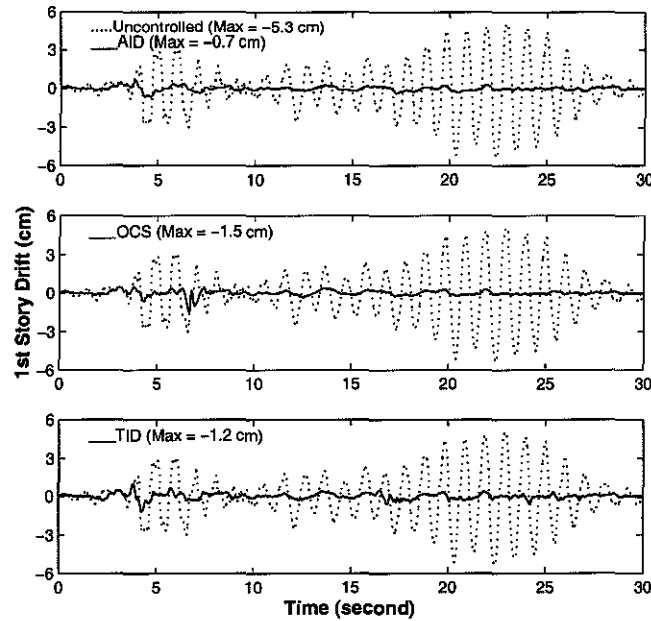 1st Story Drift (cm)
6
3
0
−3
−6
.....Uncontrolled (Max = −5.3 cm)
___AID (Max = −0.7 cm)
0 5 10 15 20 25 30
6
3
0
−3
−6
___OCS (Max = −1.5 cm)
0 5 10 15 20 25 30
6
3
0
−3
−6
___TID (Max = −1.2 cm)
0 5 10 15 20 25 30
Time (second)